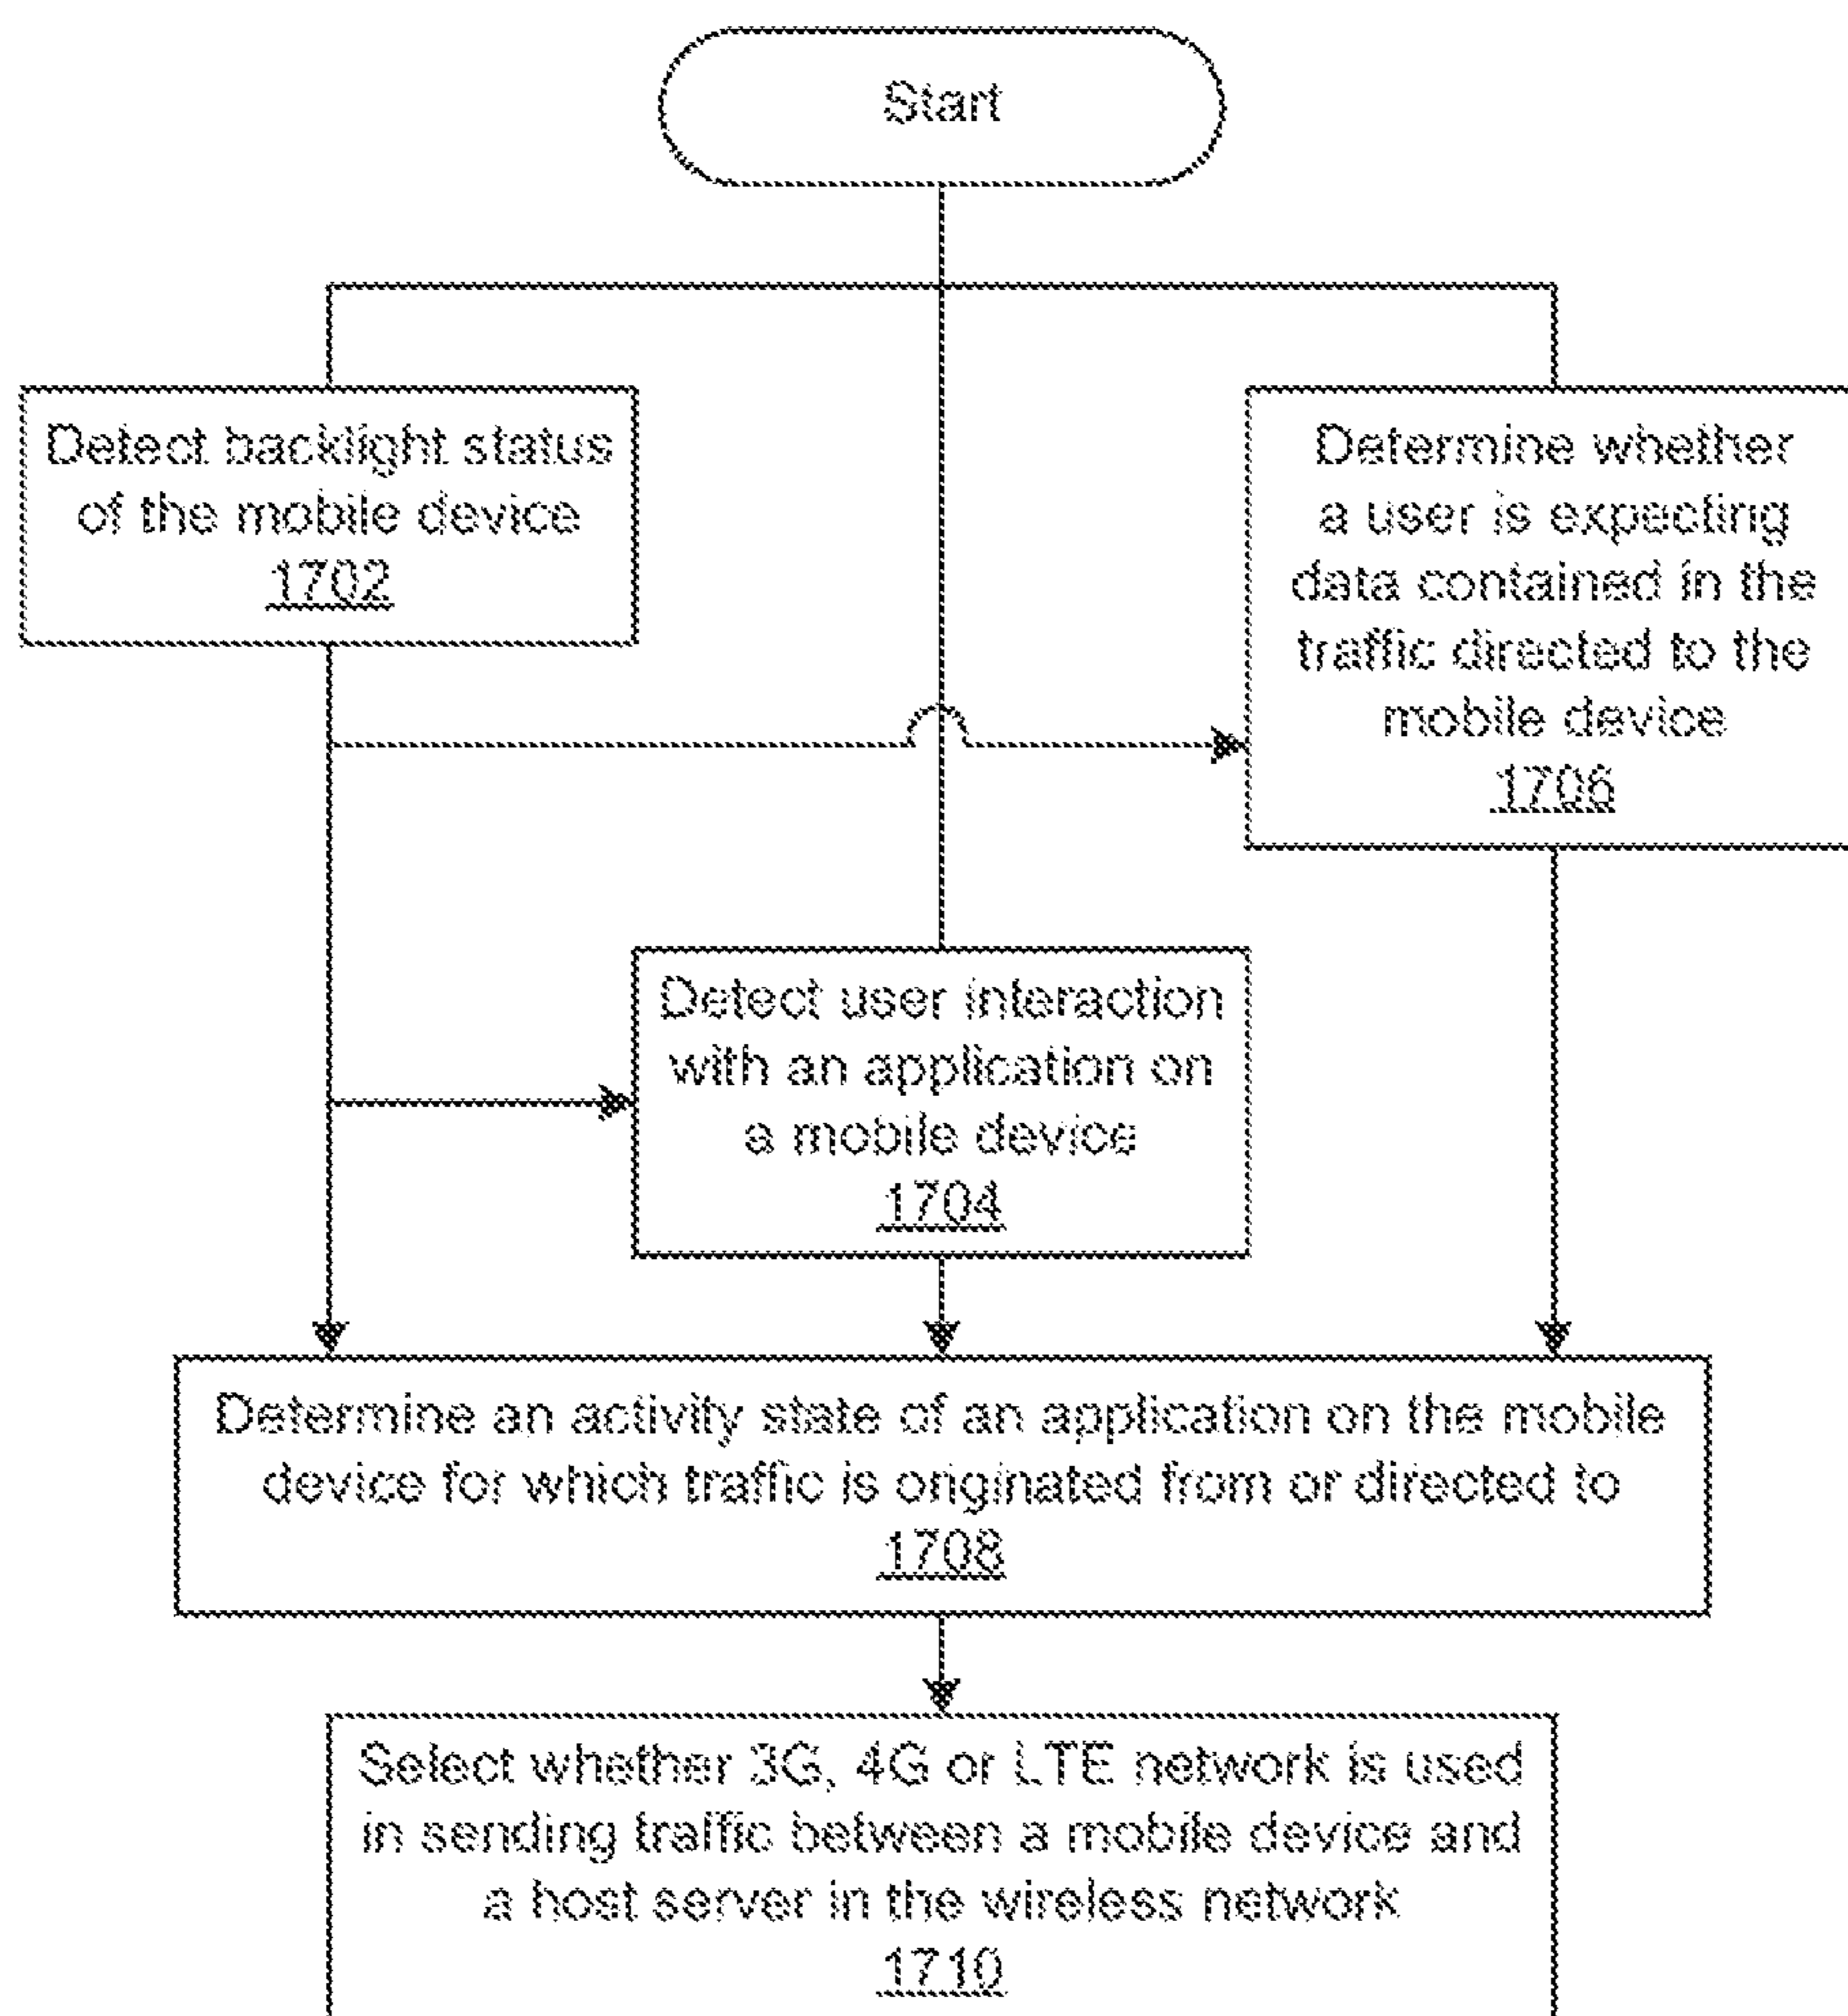 Start
Detect backlight status
of the mobile device
1702
Determine whether
a user is expecting
data contained in the
traffic directed to the
mobile device
1706
Detect user interaction
with an application on
a mobile device
1704
Determine an activity state of an application on the mobile
device for which traffic is originated from or directed to
1708
Select whether 3G, 4G or LTE network is used
in sending traffic between a mobile device and
a host server in the wireless network
1710